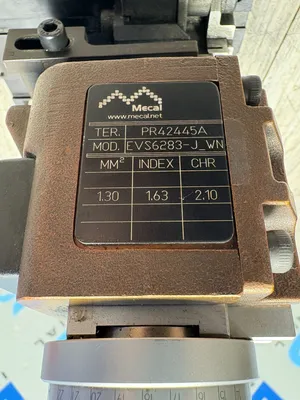 Mecal
www.mecal.net
TER. PR42445A
MOD. EVS6283-J_WN
MM² INDEX CHR
1.30 1.63 2.10